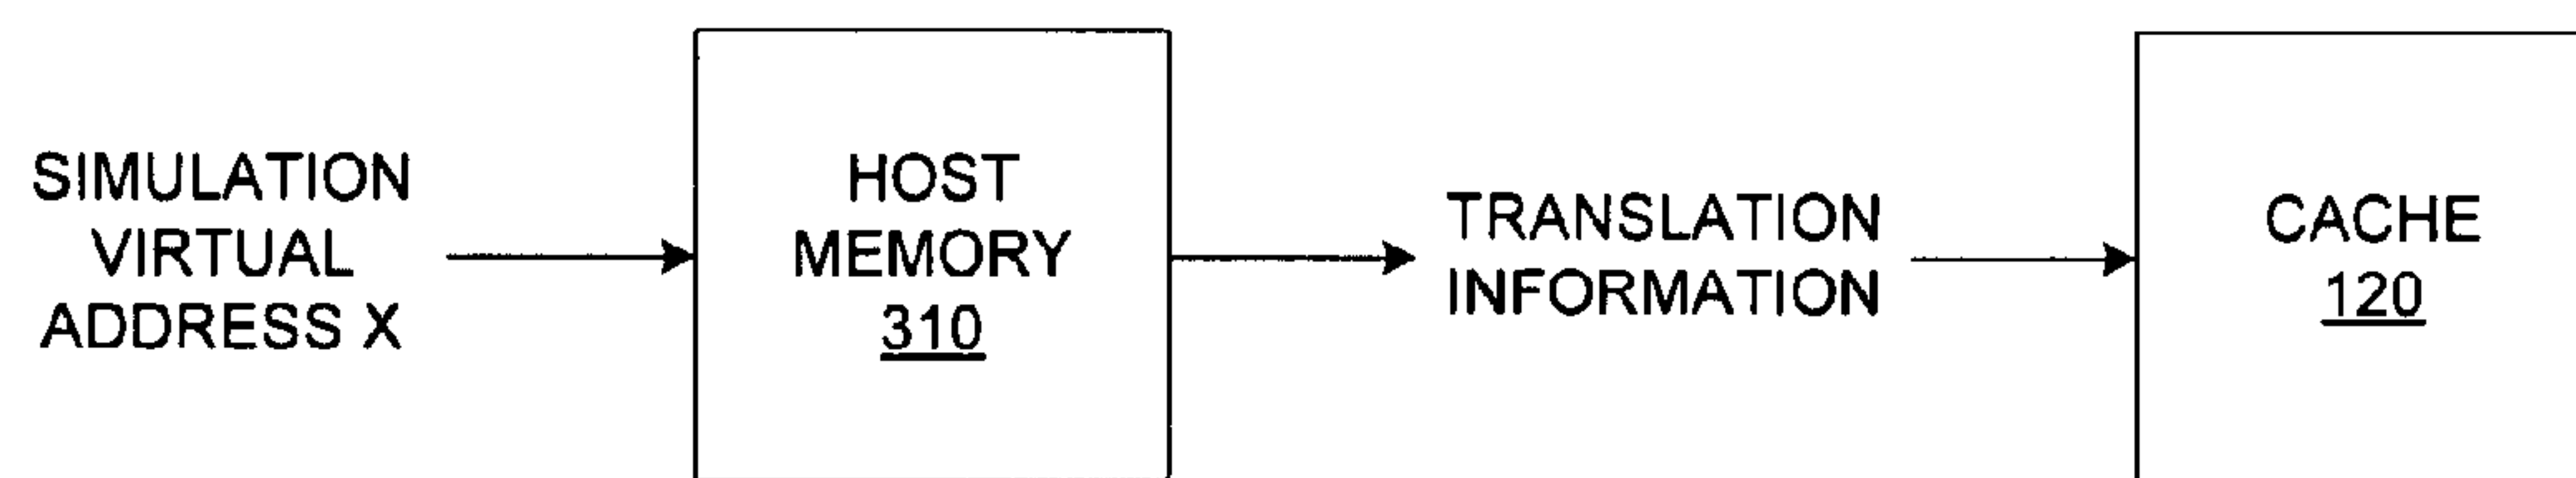 SIMULATION
VIRTUAL
ADDRESS X
HOST
MEMORY
310
TRANSLATION
INFORMATION
CACHE
120